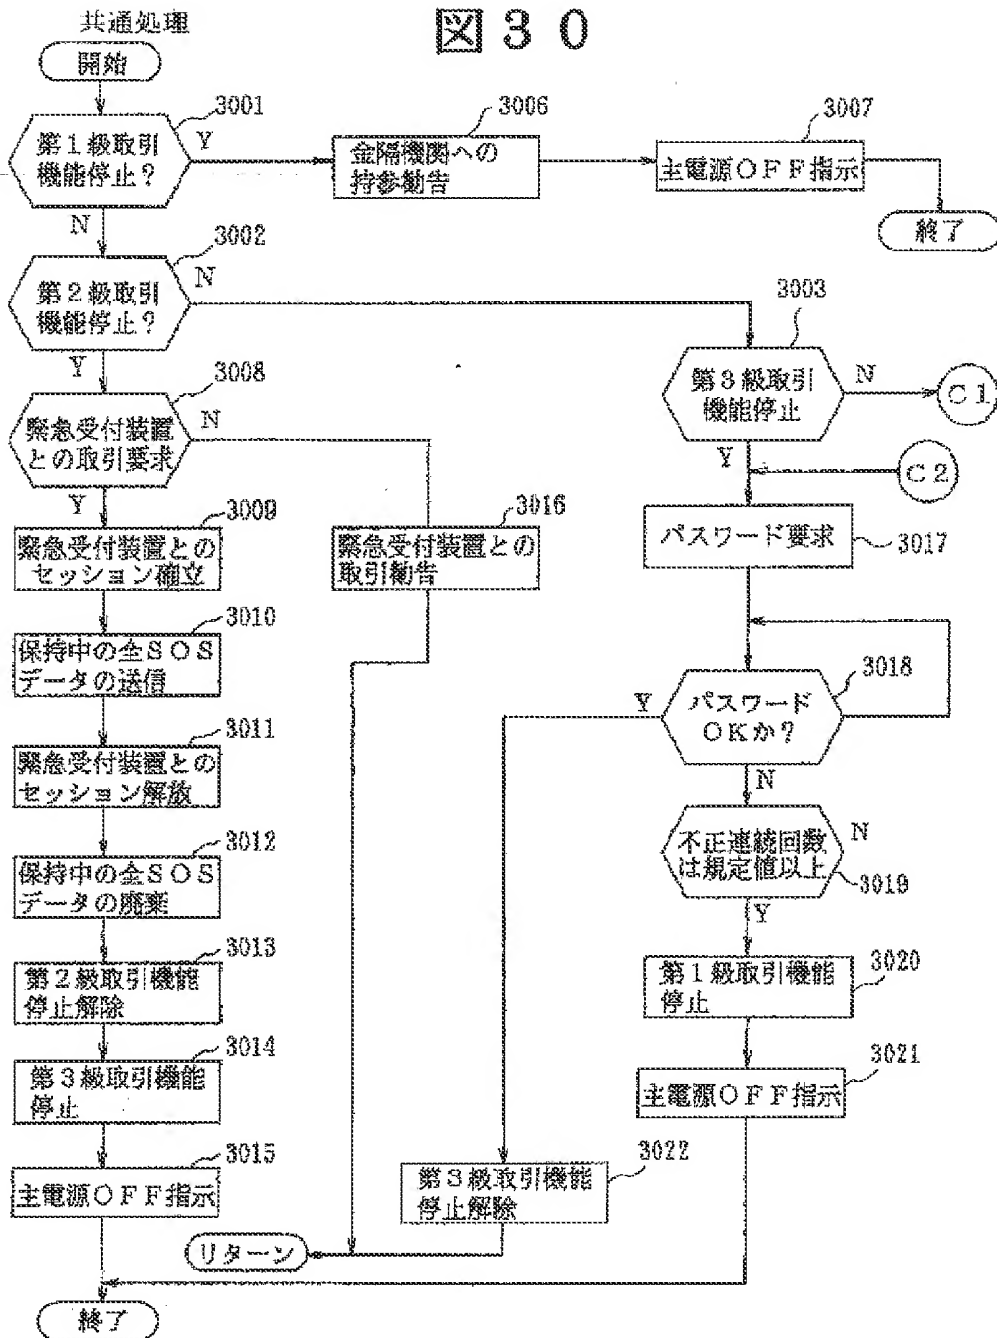 図３０
共通処理
開始
3001
第１級取引
機能停止？
Y
N
3006
金隔機関への
持参勧告
3007
主電源ＯＦＦ指示
終了
3002
第２級取引
機能停止？
N
Y
3003
第３級取引
機能停止
N
Ｃ１
Y
Ｃ２
3008
緊急受付装置
との取引要求
N
Y
3009
緊急受付装置との
セッション確立
3010
保持中の全ＳＯＳ
データの送信
3011
緊急受付装置との
セッション解放
3012
保持中の全ＳＯＳ
データの廃棄
3013
第２級取引機能
停止解除
3014
第３級取引機能
停止
3015
主電源ＯＦＦ指示
3016
緊急受付装置との
取引勧告
パスワード要求
3017
パスワード
ＯＫか？
3018
Y
N
不正連続回数
は規定値以上
N
3019
Y
第１級取引機能
停止
3020
主電源ＯＦＦ指示
3021
第３級取引機能
停止解除
3022
リターン
終了